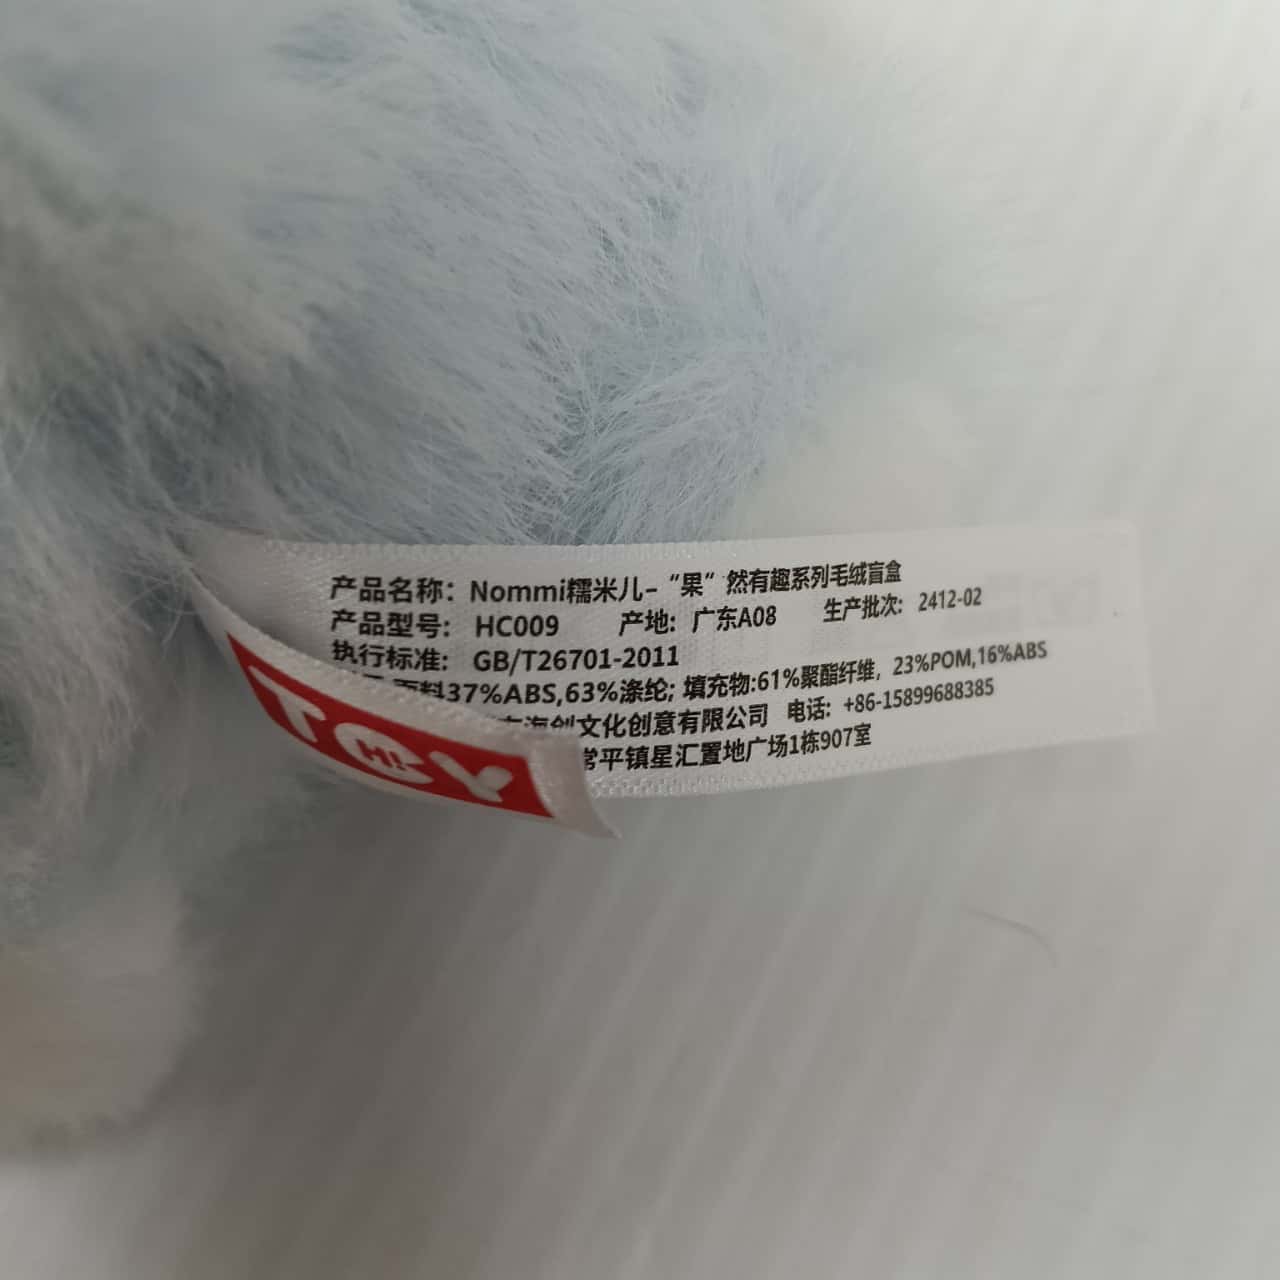 产品名称：Nommi糯米儿-“果”然有趣系列毛绒盲盒
产品型号： HC009 产地: 广东A08 生产批次: 2412-02
执行标准: GB/T26701-2011
面料37%ABS,63%涤纶; 填充物:61%聚酯纤维, 23%POM,16%ABS
海创文化创意有限公司 电话: +86-15899688385
常平镇星汇置地广场1栋907室
TOY
HI